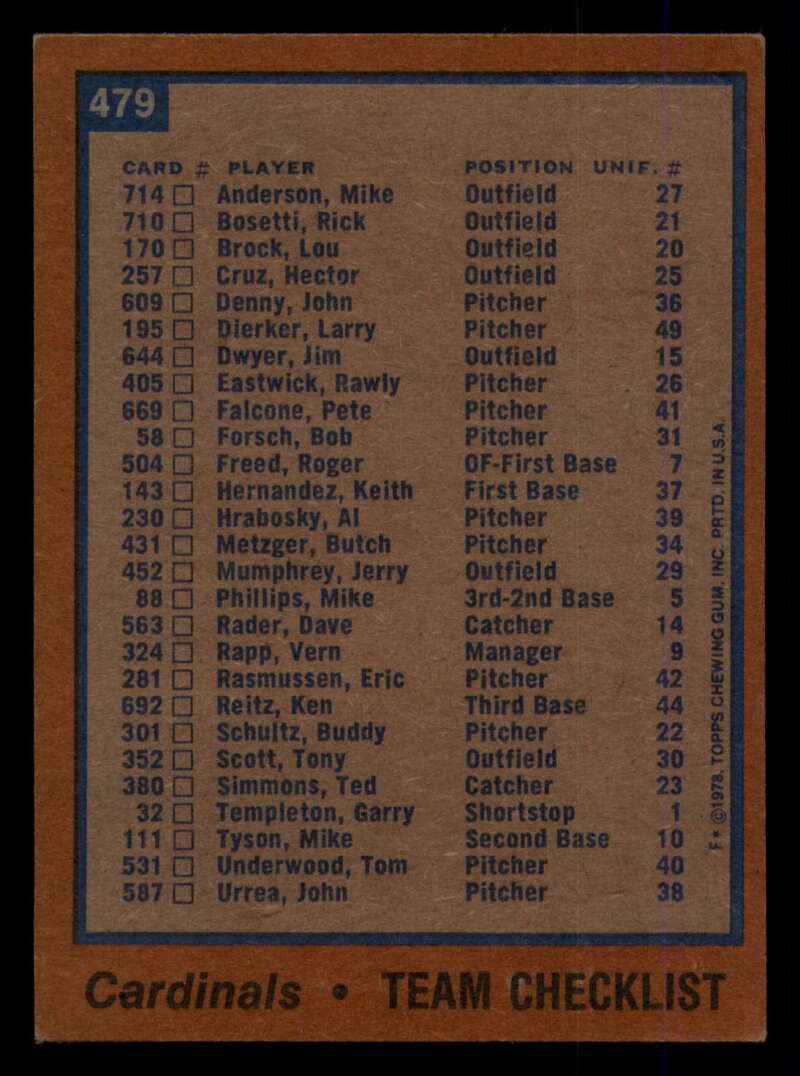 479
CARD # PLAYER POSITION UNIF. #
714 Anderson, Mike Outfield 27
710 Bosetti, Rick Outfield 21
170 Brock, Lou Outfield 20
257 Cruz, Hector Outfield 25
609 Denny, John Pitcher 36
195 Dierker, Larry Pitcher 49
644 Dwyer, Jim Outfield 15
405 Eastwick, Rawly Pitcher 26
669 Falcone, Pete Pitcher 41
58 Forsch, Bob Pitcher 31
504 Freed, Roger OF-First Base 7
143 Hernandez, Keith First Base 37
230 Hrabosky, Al Pitcher 39
431 Metzger, Butch Pitcher 34
452 Mumphrey, Jerry Outfield 29
88 Phillips, Mike 3rd-2nd Base 5
563 Rader, Dave Catcher 14
324 Rapp, Vern Manager 9
281 Rasmussen, Eric Pitcher 42
692 Reitz, Ken Third Base 44
301 Schultz, Buddy Pitcher 22
352 Scott, Tony Outfield 30
380 Simmons, Ted Catcher 23
32 Templeton, Garry Shortstop 1
111 Tyson, Mike Second Base 10
531 Underwood, Tom Pitcher 40
587 Urrea, John Pitcher 38
F* ©1978. TOPPS CHEWING GUM, INC. PRTD. IN U.S.A.
Cardinals • TEAM CHECKLIST